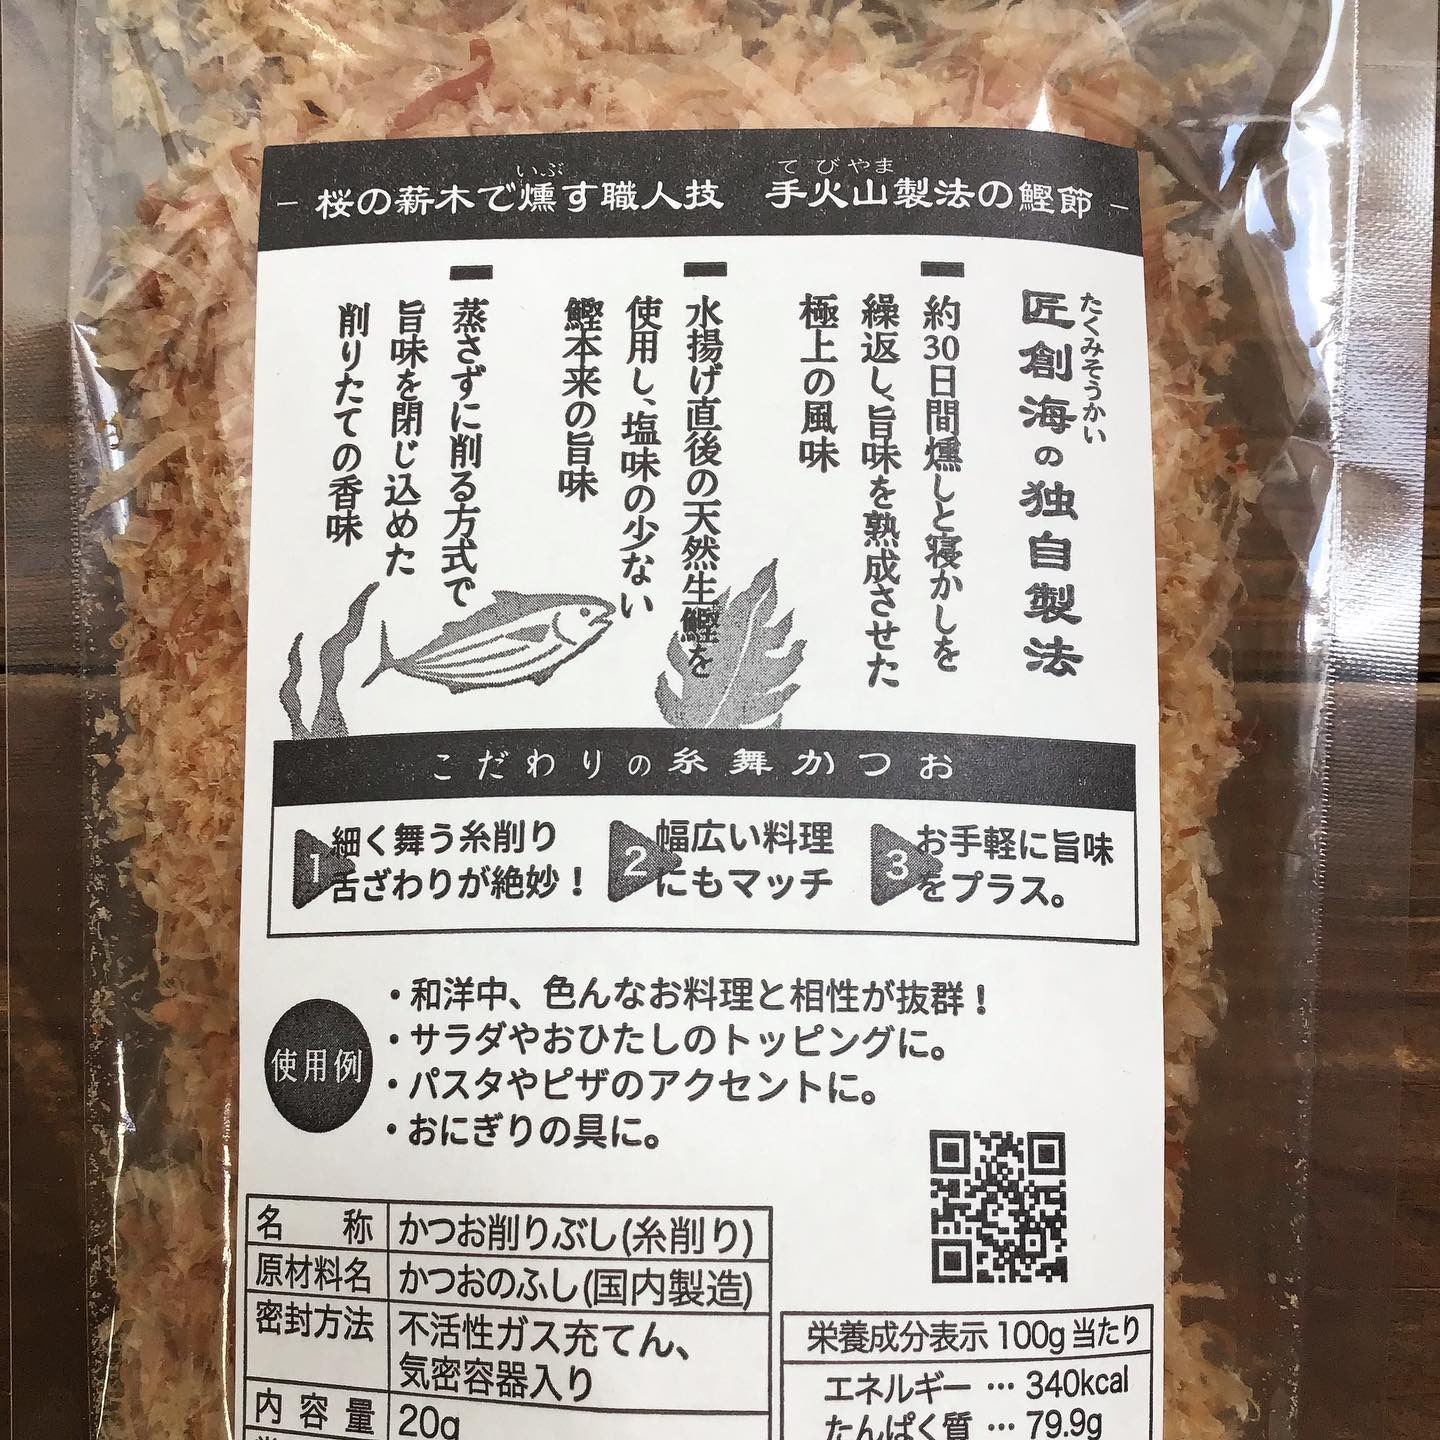 いぶ てびやま
― 桜の薪木で燻す職人技 手火山製法の鰹節 ―
たくみそうかい
匠創海の独自製法
約30日間燻しと寝かしを
繰返し、旨味を熟成させた
極上の風味
水揚げ直後の天然生鰹を
使用し、塩味の少ない
鰹本来の旨味
蒸さずに削る方式で
旨味を閉じ込めた
削りたての香味
こだわりの糸舞かつお
1 細く舞う糸削り
舌ざわりが絶妙！
2 幅広い料理
にもマッチ
3 お手軽に旨味
をプラス。
使用例
・和洋中、色んなお料理と相性が抜群！
・サラダやおひたしのトッピングに。
・パスタやピザのアクセントに。
・おにぎりの具に。
名称 かつお削りぶし(糸削り)
原材料名 かつおのふし(国内製造)
密封方法 不活性ガス充てん、
気密容器入り
内容量 20g
栄養成分表示100g当たり
エネルギー … 340kcal
たんぱく質 … 79.9g